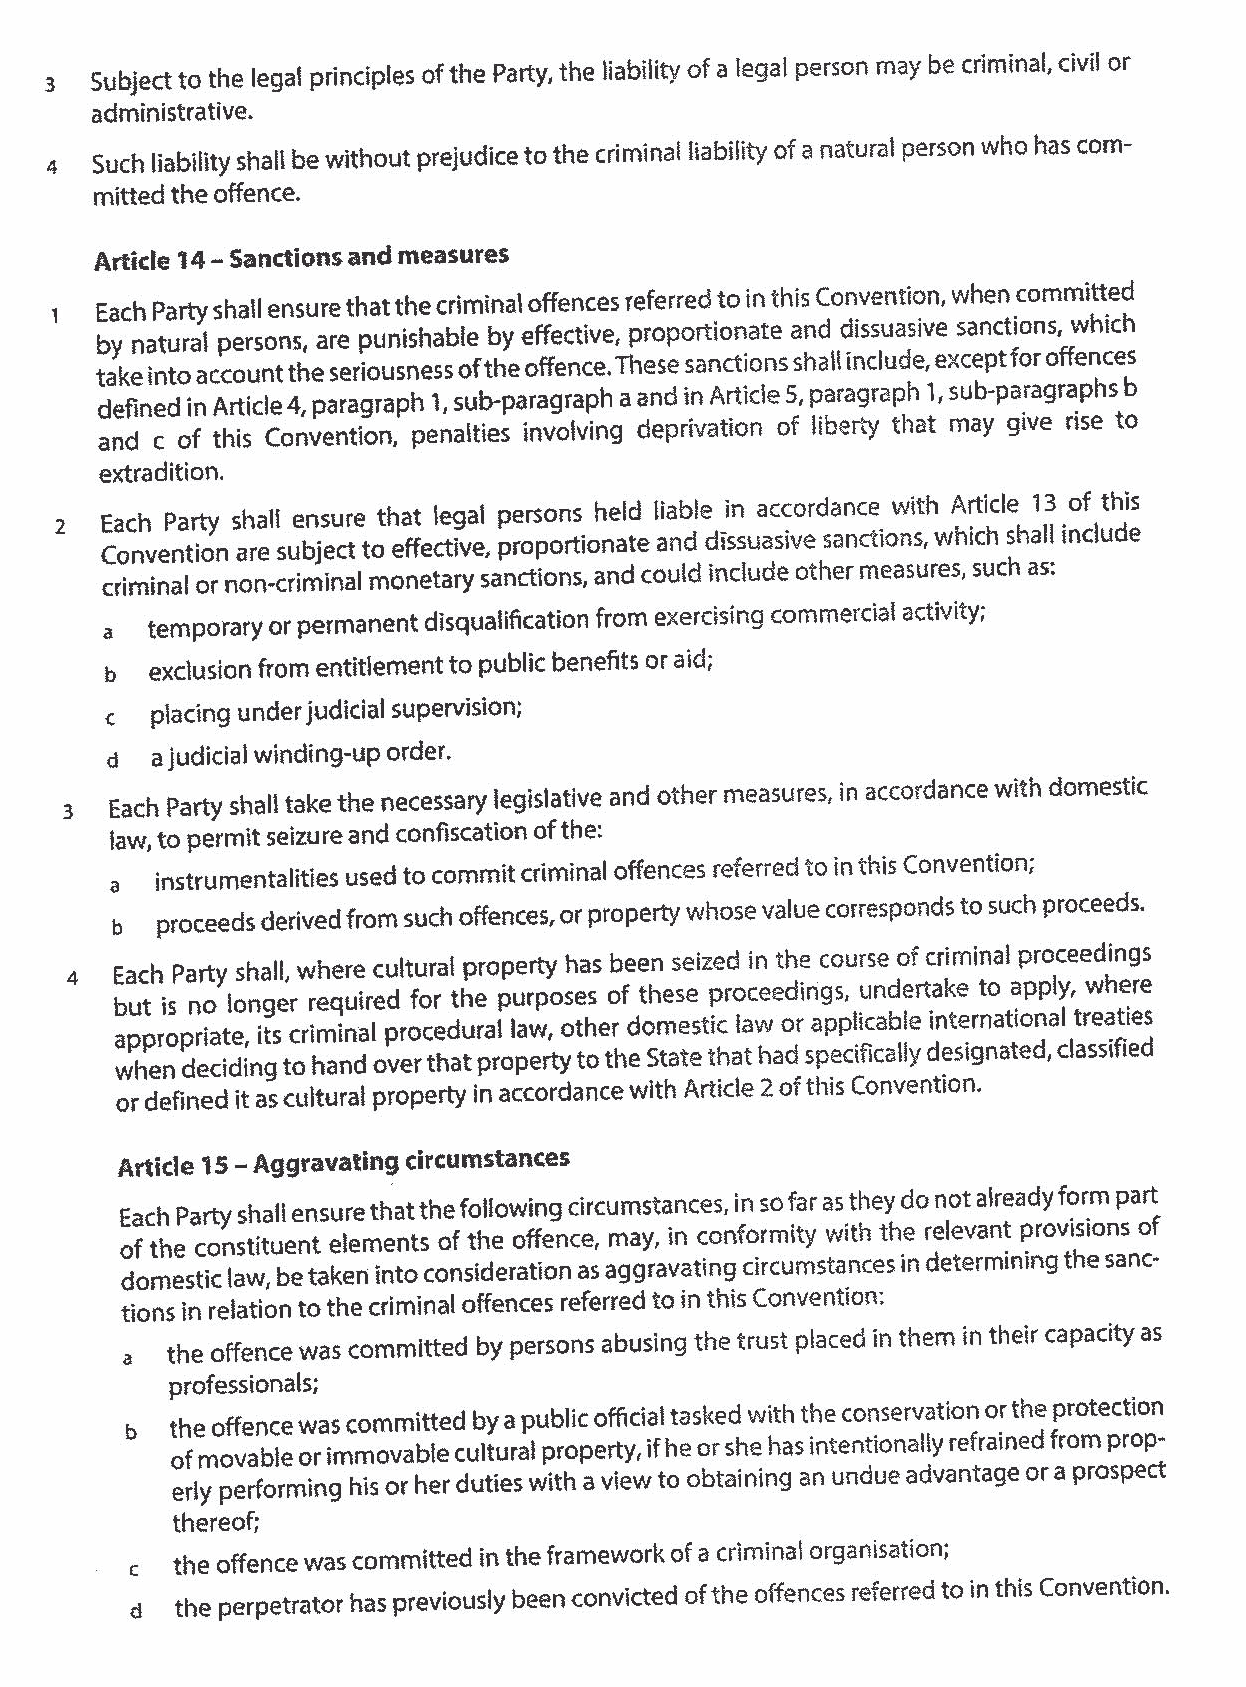 3 Subject to the legal principles of the Party, the liability of a legal person may be criminal, civil or
administrative.
4 Such liability shall be without prejudice to the criminal liability of a natural person who has com-
mitted the offence.
Article 14 – Sanctions and measures
1 Each Party shall ensure that the criminal offences referred to in this Convention, when committed
by natural persons, are punishable by effective, proportionate and dissuasive sanctions, which
take into account the seriousness of the offence. These sanctions shall include, except for offences
defined in Article 4, paragraph 1, sub-paragraph a and in Article 5, paragraph 1, sub-paragraphs b
and c of this Convention, penalties involving deprivation of liberty that may give rise to
extradition.
2 Each Party shall ensure that legal persons held liable in accordance with Article 13 of this
Convention are subject to effective, proportionate and dissuasive sanctions, which shall include
criminal or non-criminal monetary sanctions, and could include other measures, such as:
a temporary or permanent disqualification from exercising commercial activity;
b exclusion from entitlement to public benefits or aid;
c placing under judicial supervision;
d a judicial winding-up order.
3 Each Party shall take the necessary legislative and other measures, in accordance with domestic
law, to permit seizure and confiscation of the:
a instrumentalities used to commit criminal offences referred to in this Convention;
b proceeds derived from such offences, or property whose value corresponds to such proceeds.
4 Each Party shall, where cultural property has been seized in the course of criminal proceedings
but is no longer required for the purposes of these proceedings, undertake to apply, where
appropriate, its criminal procedural law, other domestic law or applicable international treaties
when deciding to hand over that property to the State that had specifically designated, classified
or defined it as cultural property in accordance with Article 2 of this Convention.
Article 15 – Aggravating circumstances
Each Party shall ensure that the following circumstances, in so far as they do not already form part
of the constituent elements of the offence, may, in conformity with the relevant provisions of
domestic law, be taken into consideration as aggravating circumstances in determining the sanc-
tions in relation to the criminal offences referred to in this Convention:
a the offence was committed by persons abusing the trust placed in them in their capacity as
professionals;
b the offence was committed by a public official tasked with the conservation or the protection
of movable or immovable cultural property, if he or she has intentionally refrained from prop-
erly performing his or her duties with a view to obtaining an undue advantage or a prospect
thereof;
c the offence was committed in the framework of a criminal organisation;
d the perpetrator has previously been convicted of the offences referred to in this Convention.